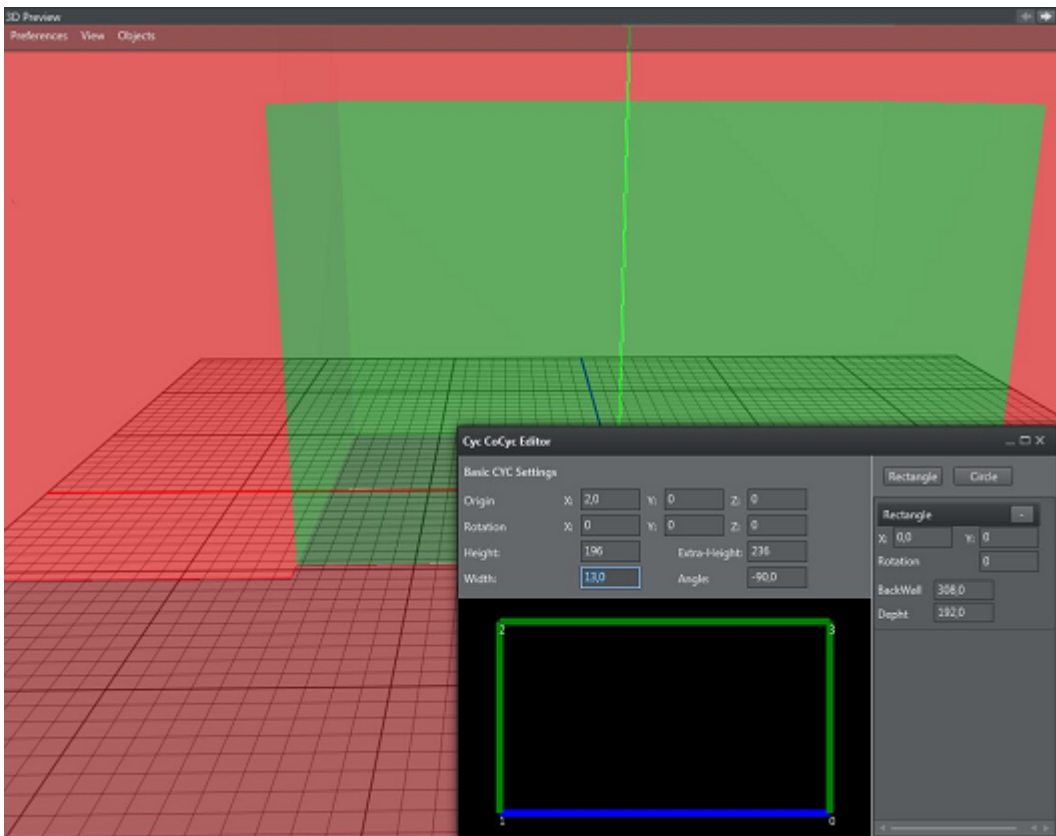 3D Preview
Preferences View Objects
Cyc CoCyc Editor
Basic CYC Settings
Origin X: 2,0 Y: 0 Z: 0
Rotation X: 0 Y: 0 Z: 0
Height: 196 Extra-Height: 236
Width: 13,0 Angle: -90,0
Rectangle Circle
Rectangle -
X: 0,0 Y: 0
Rotation 0
BackWall 308,0
Depht 192,0
2 3
1 0